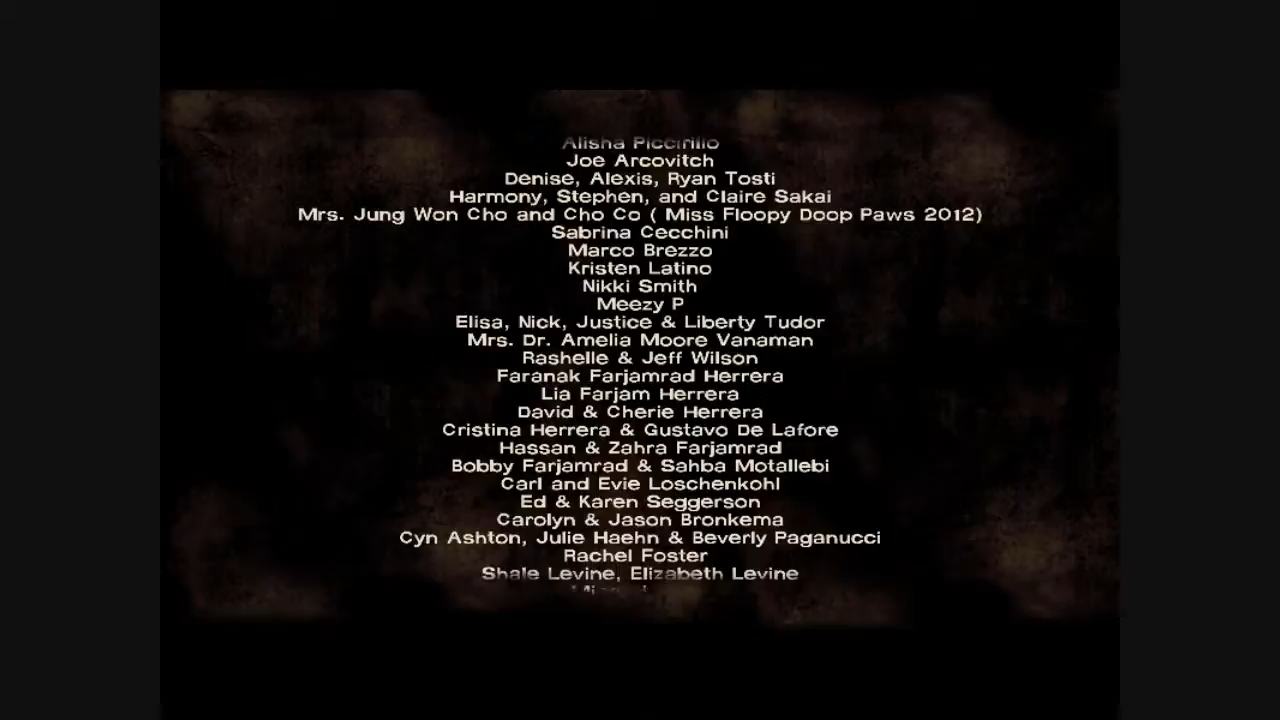 Alisha Piccirillo
Joe Arcovitch
Denise, Alexis, Ryan Tosti
Harmony, Stephen, and Claire Sakai
Mrs. Jung Won Cho and Cho Co ( Miss Floopy Doop Paws 2012)
Sabrina Cecchini
Marco Brezzo
Kristen Latino
Nikki Smith
Meezy P
Elisa, Nick, Justice & Liberty Tudor
Mrs. Dr. Amelia Moore Vanaman
Rashelle & Jeff Wilson
Faranak Farjamrad Herrera
Lia Farjam Herrera
David & Cherie Herrera
Cristina Herrera & Gustavo De Lafore
Hassan & Zahra Farjamrad
Bobby Farjamrad & Sahba Motallebi
Carl and Evie Loschenkohl
Ed & Karen Seggerson
Carolyn & Jason Bronkema
Cyn Ashton, Julie Haehn & Beverly Paganucci
Rachel Foster
Shale Levine, Elizabeth Levine